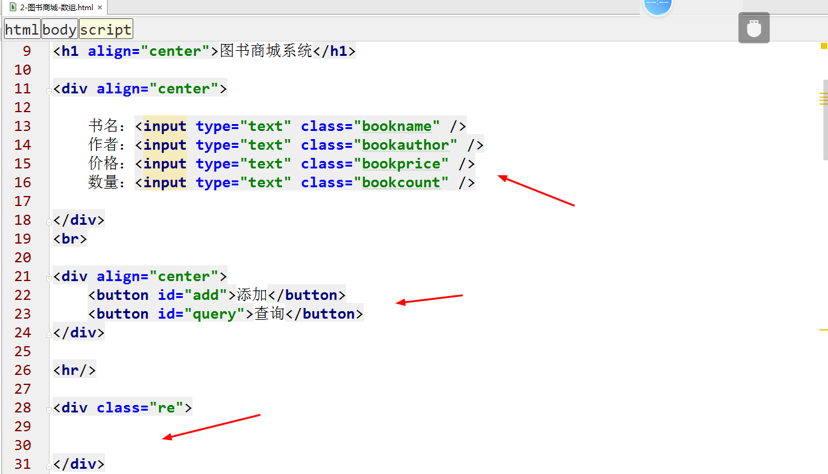 2-图书商城-数组.html ×
html body script
9 <h1 align="center">图书商城系统</h1>
10
11 <div align="center">
12
13 书名：<input type="text" class="bookname" />
14 作者：<input type="text" class="bookauthor" />
15 价格：<input type="text" class="bookprice" />
16 数量：<input type="text" class="bookcount" />
17
18 </div>
19 <br>
20
21 <div align="center">
22 <button id="add">添加</button>
23 <button id="query">查询</button>
24 </div>
25
26 <hr/>
27
28 <div class="re">
29
30
31 </div>